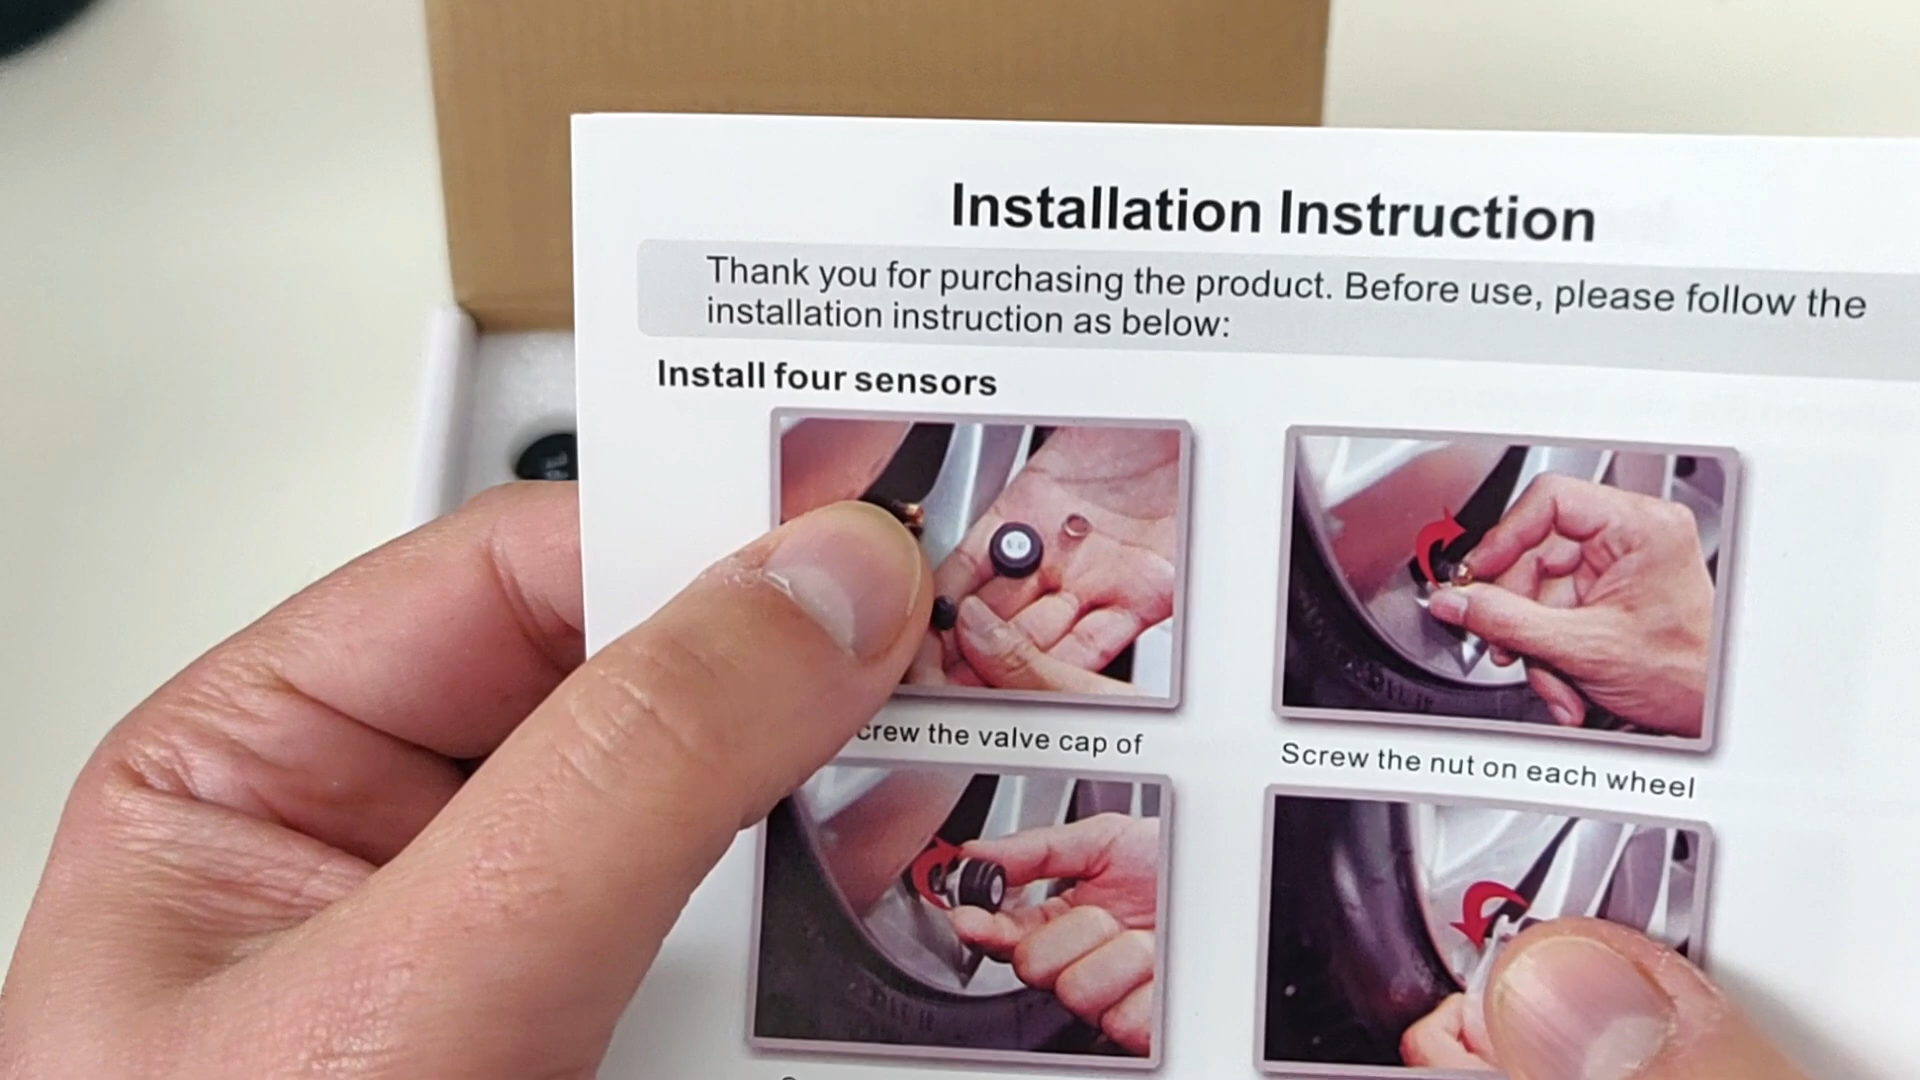 Installation Instruction
Thank you for purchasing the product. Before use, please follow the
installation instruction as below:
Install four sensors
crew the valve cap of
Screw the nut on each wheel